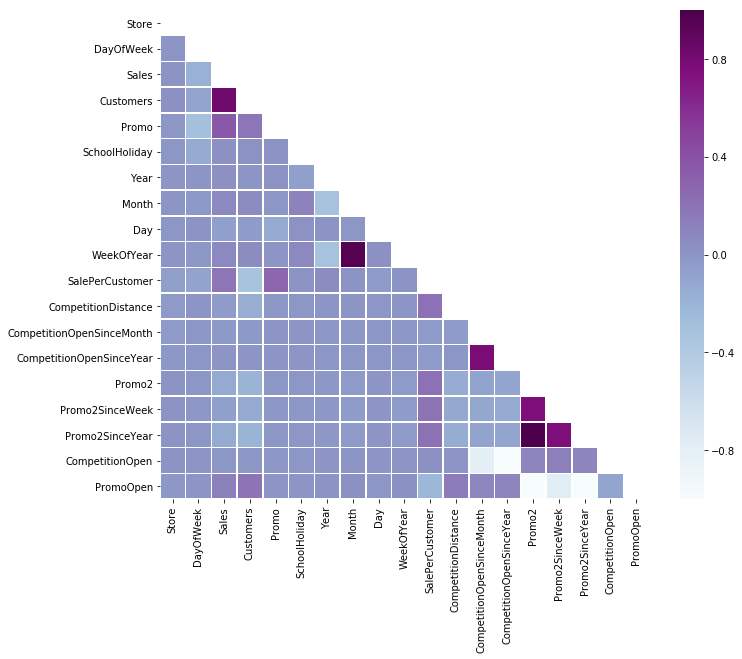 Store
DayOfWeek
Sales
Customers
Promo
SchoolHoliday
Year
Month
Day
WeekOfYear
SalePerCustomer
CompetitionDistance
CompetitionOpenSinceMonth
CompetitionOpenSinceYear
Promo2
Promo2SinceWeek
Promo2SinceYear
CompetitionOpen
PromoOpen
Store
DayOfWeek
Sales
Customers
Promo
SchoolHoliday
Year
Month
Day
WeekOfYear
SalePerCustomer
CompetitionDistance
CompetitionOpenSinceMonth
CompetitionOpenSinceYear
Promo2
Promo2SinceWeek
Promo2SinceYear
CompetitionOpen
PromoOpen
0.8
0.4
0.0
−0.4
−0.8